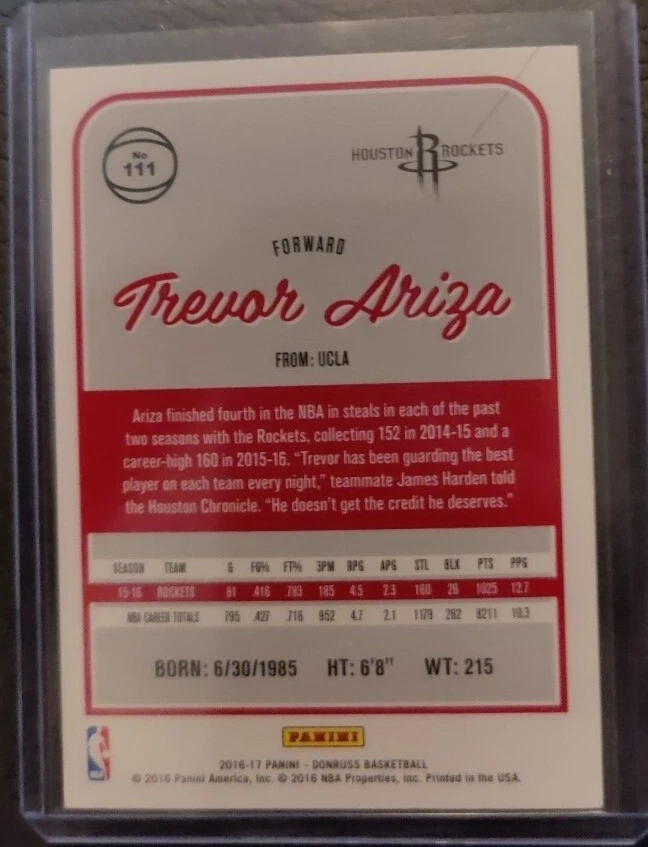 No
111
HOUSTON R ROCKETS
FORWARD
Trevor Ariza
FROM: UCLA
Ariza finished fourth in the NBA in steals in each of the past
two seasons with the Rockets, collecting 152 in 2014-15 and a
career-high 160 in 2015-16. “Trevor has been guarding the best
player on each team every night,” teammate James Harden told
the Houston Chronicle. “He doesn't get the credit he deserves.”
SEASON TEAM G FG% FT% 3PM RPG APG STL BLK PTS PPG
15-16 ROCKETS 81 .416 .783 185 4.5 2.3 160 26 1025 12.7
NBA CAREER TOTALS 795 .427 .716 952 4.7 2.1 1179 262 8211 10.3
BORN: 6/30/1985 HT: 6'8" WT: 215
PANINI
2016-17 PANINI - DONRUSS BASKETBALL
© 2016 Panini America, Inc. © 2016 NBA Properties, Inc. Printed in the USA.